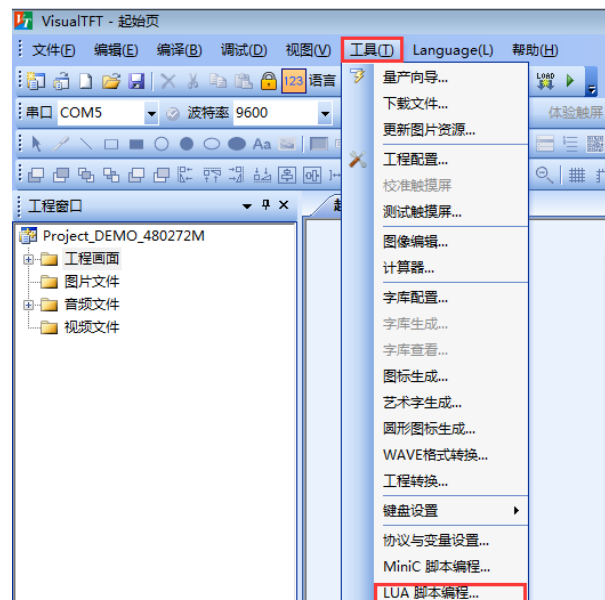 VisualTFT - 起始页
文件(F) 编辑(E) 编译(B) 调试(D) 视图(V) 工具(T) Language(L) 帮助(H)
123 语言 LOAD
串口 COM5 波特率 9600 体验触屏
Aa
工程窗口
Project_DEMO_480272M
工程画面
图片文件
音频文件
视频文件
量产向导...
下载文件...
更新图片资源...
工程配置...
校准触摸屏
测试触摸屏...
图像编辑...
计算器...
字库配置...
字库生成...
字库查看...
图标生成...
艺术字生成...
圆形图标生成...
WAVE格式转换...
工程转换...
键盘设置
协议与变量设置...
MiniC 脚本编程...
LUA 脚本编程...